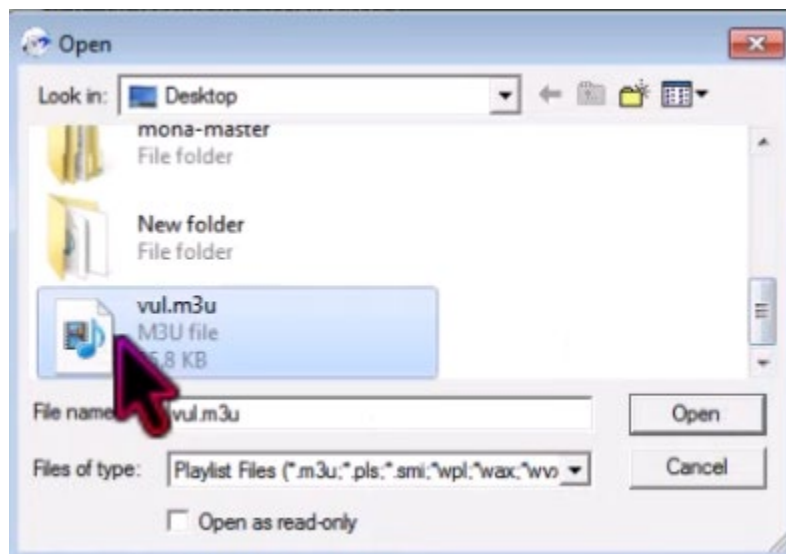 Open
Look in: Desktop
mona-master
File folder
New folder
File folder
vul.m3u
M3U file
5,8 KB
File name vul.m3u
Open
Files of type: Playlist Files (*.m3u;*.pls;*.smi;*wpl;*wax;*wvx
Cancel
Open as read-only